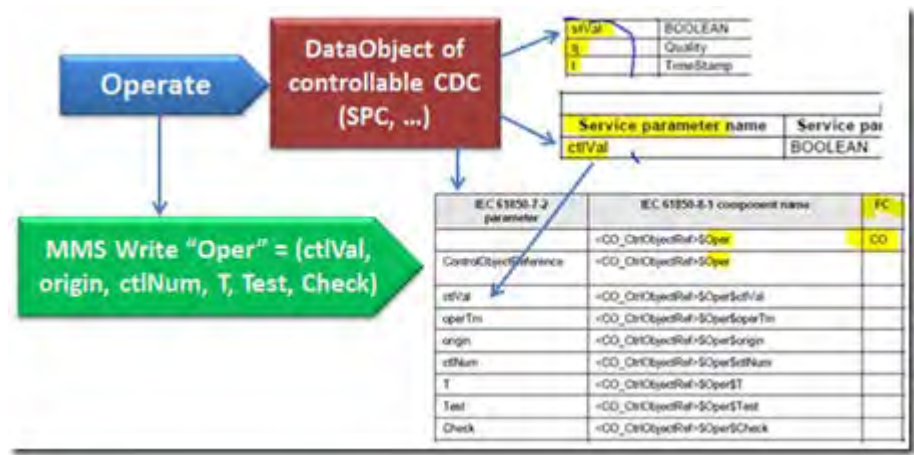 Operate
DataObject of
controllable CDC
(SPC, ...)
stVal BOOLEAN
q Quality
t TimeStamp
Service parameter name Service par
ctlVal BOOLEAN
MMS Write “Oper” = (ctlVal,
origin, ctlNum, T, Test, Check)
IEC 61850-7-2 IEC 61850-8-1 component name FC
parameter
<CO_CtrlObjectRef>$Oper CO
ControlObjectReference <CO_CtrlObjectRef>$Oper
ctlVal <CO_CtrlObjectRef>$Oper$ctlVal
operTm <CO_CtrlObjectRef>$Oper$operTm
origin <CO_CtrlObjectRef>$Oper$origin
ctlNum <CO_CtrlObjectRef>$Oper$ctlNum
T <CO_CtrlObjectRef>$Oper$T
Test <CO_CtrlObjectRef>$Oper$Test
Check <CO_CtrlObjectRef>$Oper$Check